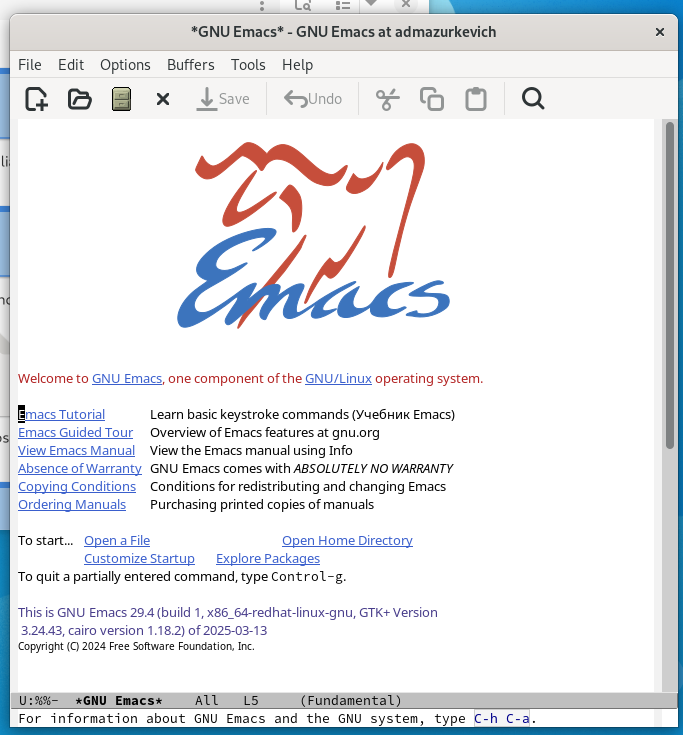 *GNU Emacs* - GNU Emacs at admazurkevich
File Edit Options Buffers Tools Help
Save Undo
Emacs
Welcome to GNU Emacs, one component of the GNU/Linux operating system.
Emacs Tutorial Learn basic keystroke commands (Учебник Emacs)
Emacs Guided Tour Overview of Emacs features at gnu.org
View Emacs Manual View the Emacs manual using Info
Absence of Warranty GNU Emacs comes with ABSOLUTELY NO WARRANTY
Copying Conditions Conditions for redistributing and changing Emacs
Ordering Manuals Purchasing printed copies of manuals
To start... Open a File Open Home Directory
Customize Startup Explore Packages
To quit a partially entered command, type Control-g.
This is GNU Emacs 29.4 (build 1, x86_64-redhat-linux-gnu, GTK+ Version
3.24.43, cairo version 1.18.2) of 2025-03-13
Copyright (C) 2024 Free Software Foundation, Inc.
U:%%- *GNU Emacs* All L5 (Fundamental)
For information about GNU Emacs and the GNU system, type C-h C-a.